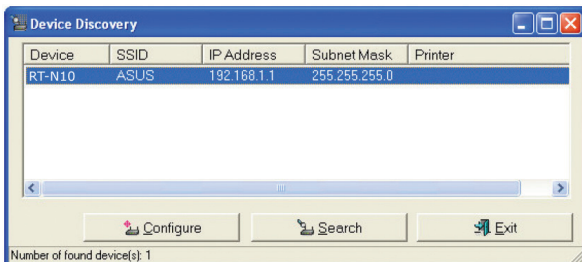 Device Discovery
Device SSID IP Address Subnet Mask Printer
RT-N10 ASUS 192.168.1.1 255.255.255.0
Configure Search Exit
Number of found device(s): 1